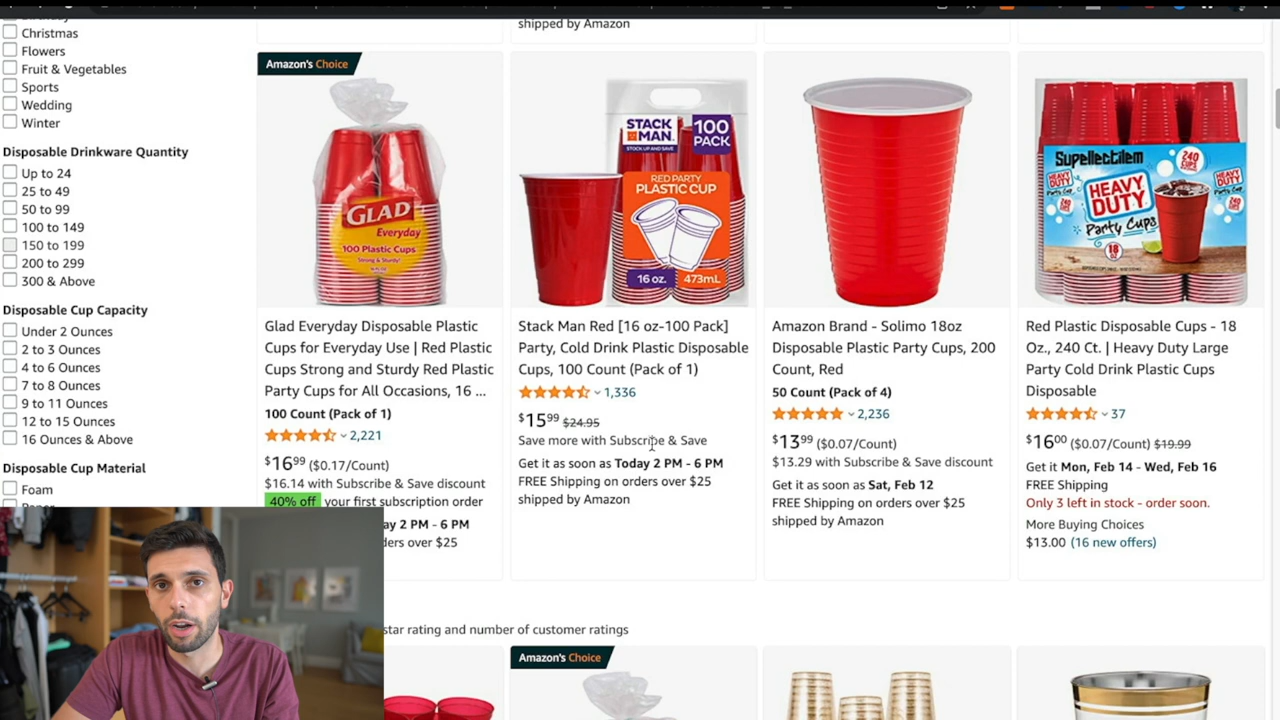 Christmas
Flowers
Fruit & Vegetables
Sports
Wedding
Winter
Disposable Drinkware Quantity
Up to 24
25 to 49
50 to 99
100 to 149
150 to 199
200 to 299
300 & Above
Disposable Cup Capacity
Under 2 Ounces
2 to 3 Ounces
4 to 6 Ounces
7 to 8 Ounces
9 to 11 Ounces
12 to 15 Ounces
16 Ounces & Above
Disposable Cup Material
Foam
shipped by Amazon
Amazon's Choice
GLAD
Everyday
100 Plastic Cups
Strong & Sturdy!
Glad Everyday Disposable Plastic
Cups for Everyday Use | Red Plastic
Cups Strong and Sturdy Red Plastic
Party Cups for All Occasions, 16 ...
100 Count (Pack of 1)
2,221
$1699 ($0.17/Count)
$16.14 with Subscribe & Save discount
40% off your first subscription order
ay 2 PM - 6 PM
ders over $25
STACK
MAN
STOCK UP AND SAVE
100
PACK
RED PARTY
PLASTIC CUP
16 oz. 473mL
Stack Man Red [16 oz-100 Pack]
Party, Cold Drink Plastic Disposable
Cups, 100 Count (Pack of 1)
1,336
$1599 $24.95
Save more with Subscribe & Save
Get it as soon as Today 2 PM - 6 PM
FREE Shipping on orders over $25
shipped by Amazon
Amazon Brand - Solimo 18oz
Disposable Plastic Party Cups, 200
Count, Red
50 Count (Pack of 4)
2,236
$1399 ($0.07/Count)
$13.29 with Subscribe & Save discount
Get it as soon as Sat, Feb 12
FREE Shipping on orders over $25
shipped by Amazon
Supellectilem
240
CUPS
HEAVY
DUTY
HEAVY
DUTY
Party Cups
HEAVY
DUTY
18
Red Plastic Disposable Cups - 18
Oz., 240 Ct. | Heavy Duty Large
Party Cold Drink Plastic Cups
Disposable
37
$1600 ($0.07/Count) $19.99
Get it Mon, Feb 14 - Wed, Feb 16
FREE Shipping
Only 3 left in stock - order soon.
More Buying Choices
$13.00 (16 new offers)
star rating and number of customer ratings
Amazon's Choice